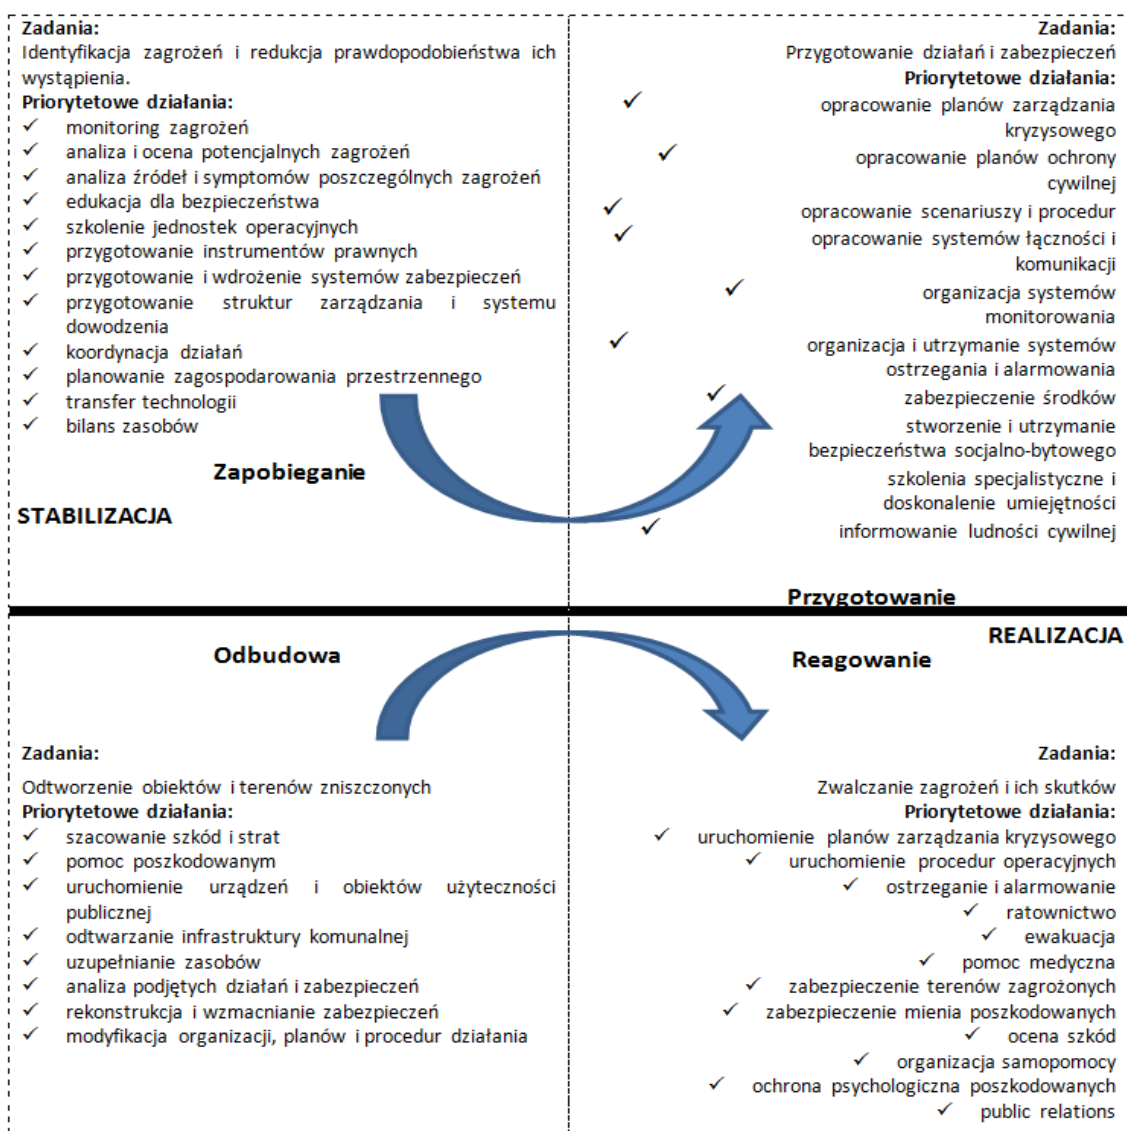 Zadania:
Identyfikacja zagrożeń i redukcja prawdopodobieństwa ich
wystąpienia.
Priorytetowe działania:
✓ monitoring zagrożeń
✓ analiza i ocena potencjalnych zagrożeń
✓ analiza źródeł i symptomów poszczególnych zagrożeń
✓ edukacja dla bezpieczeństwa
✓ szkolenie jednostek operacyjnych
✓ przygotowanie instrumentów prawnych
✓ przygotowanie i wdrożenie systemów zabezpieczeń
✓ przygotowanie struktur zarządzania i systemu
dowodzenia
✓ koordynacja działań
✓ planowanie zagospodarowania przestrzennego
✓ transfer technologii
✓ bilans zasobów
Zapobieganie
STABILIZACJA
Zadania:
Przygotowanie działań i zabezpieczeń
Priorytetowe działania:
✓ opracowanie planów zarządzania
kryzysowego
✓ opracowanie planów ochrony
cywilnej
✓ opracowanie scenariuszy i procedur
✓ opracowanie systemów łączności i
komunikacji
✓ organizacja systemów
monitorowania
✓ organizacja i utrzymanie systemów
ostrzegania i alarmowania
✓ zabezpieczenie środków
stworzenie i utrzymanie
bezpieczeństwa socjalno-bytowego
szkolenia specjalistyczne i
doskonalenie umiejętności
✓ informowanie ludności cywilnej
Przygotowanie
Odbudowa
Zadania:
Odtworzenie obiektów i terenów zniszczonych
Priorytetowe działania:
✓ szacowanie szkód i strat
✓ pomoc poszkodowanym
✓ uruchomienie urządzeń i obiektów użyteczności
publicznej
✓ odtwarzanie infrastruktury komunalnej
✓ uzupełnianie zasobów
✓ analiza podjętych działań i zabezpieczeń
✓ rekonstrukcja i wzmacnianie zabezpieczeń
✓ modyfikacja organizacji, planów i procedur działania
REALIZACJA
Reagowanie
Zadania:
Zwalczanie zagrożeń i ich skutków
Priorytetowe działania:
✓ uruchomienie planów zarządzania kryzysowego
✓ uruchomienie procedur operacyjnych
✓ ostrzeganie i alarmowanie
✓ ratownictwo
✓ ewakuacja
✓ pomoc medyczna
✓ zabezpieczenie terenów zagrożonych
✓ zabezpieczenie mienia poszkodowanych
✓ ocena szkód
✓ organizacja samopomocy
✓ ochrona psychologiczna poszkodowanych
✓ public relations